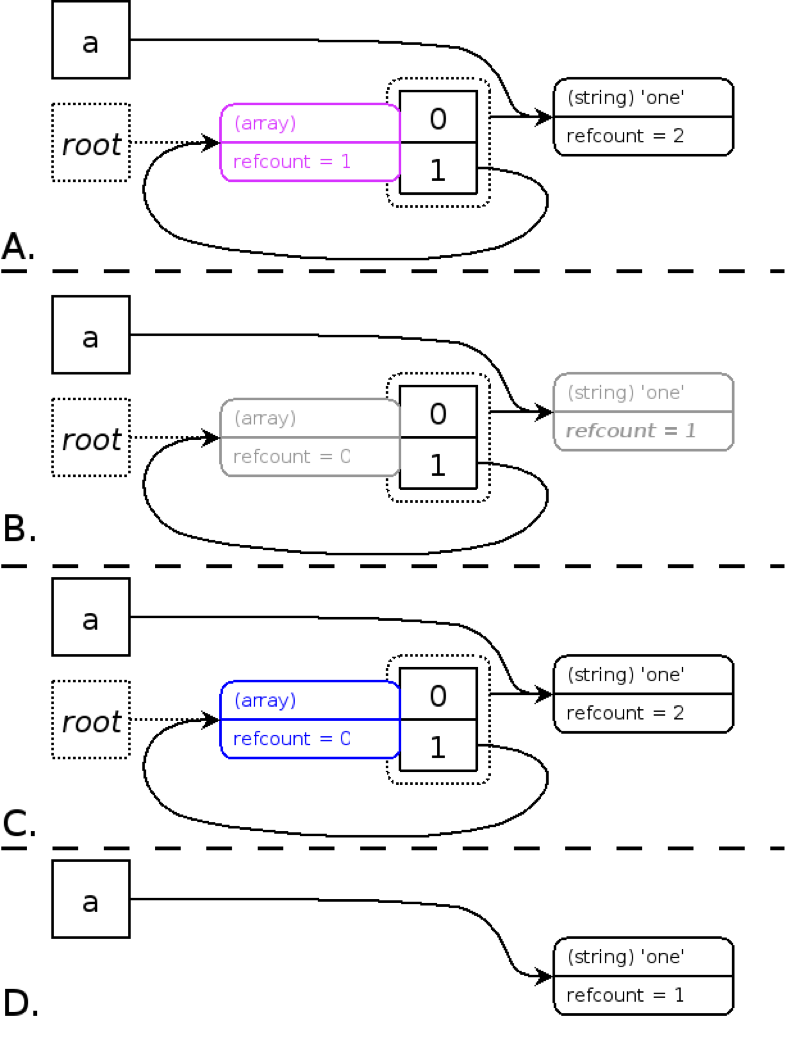 a
(string) 'one'
refcount = 2
root
(array)
refcount = 1
0
1
A.
a
(string) 'one'
refcount = 1
root
(array)
refcount = 0
0
1
B.
a
(string) 'one'
refcount = 2
root
(array)
refcount = 0
0
1
C.
a
(string) 'one'
refcount = 1
D.